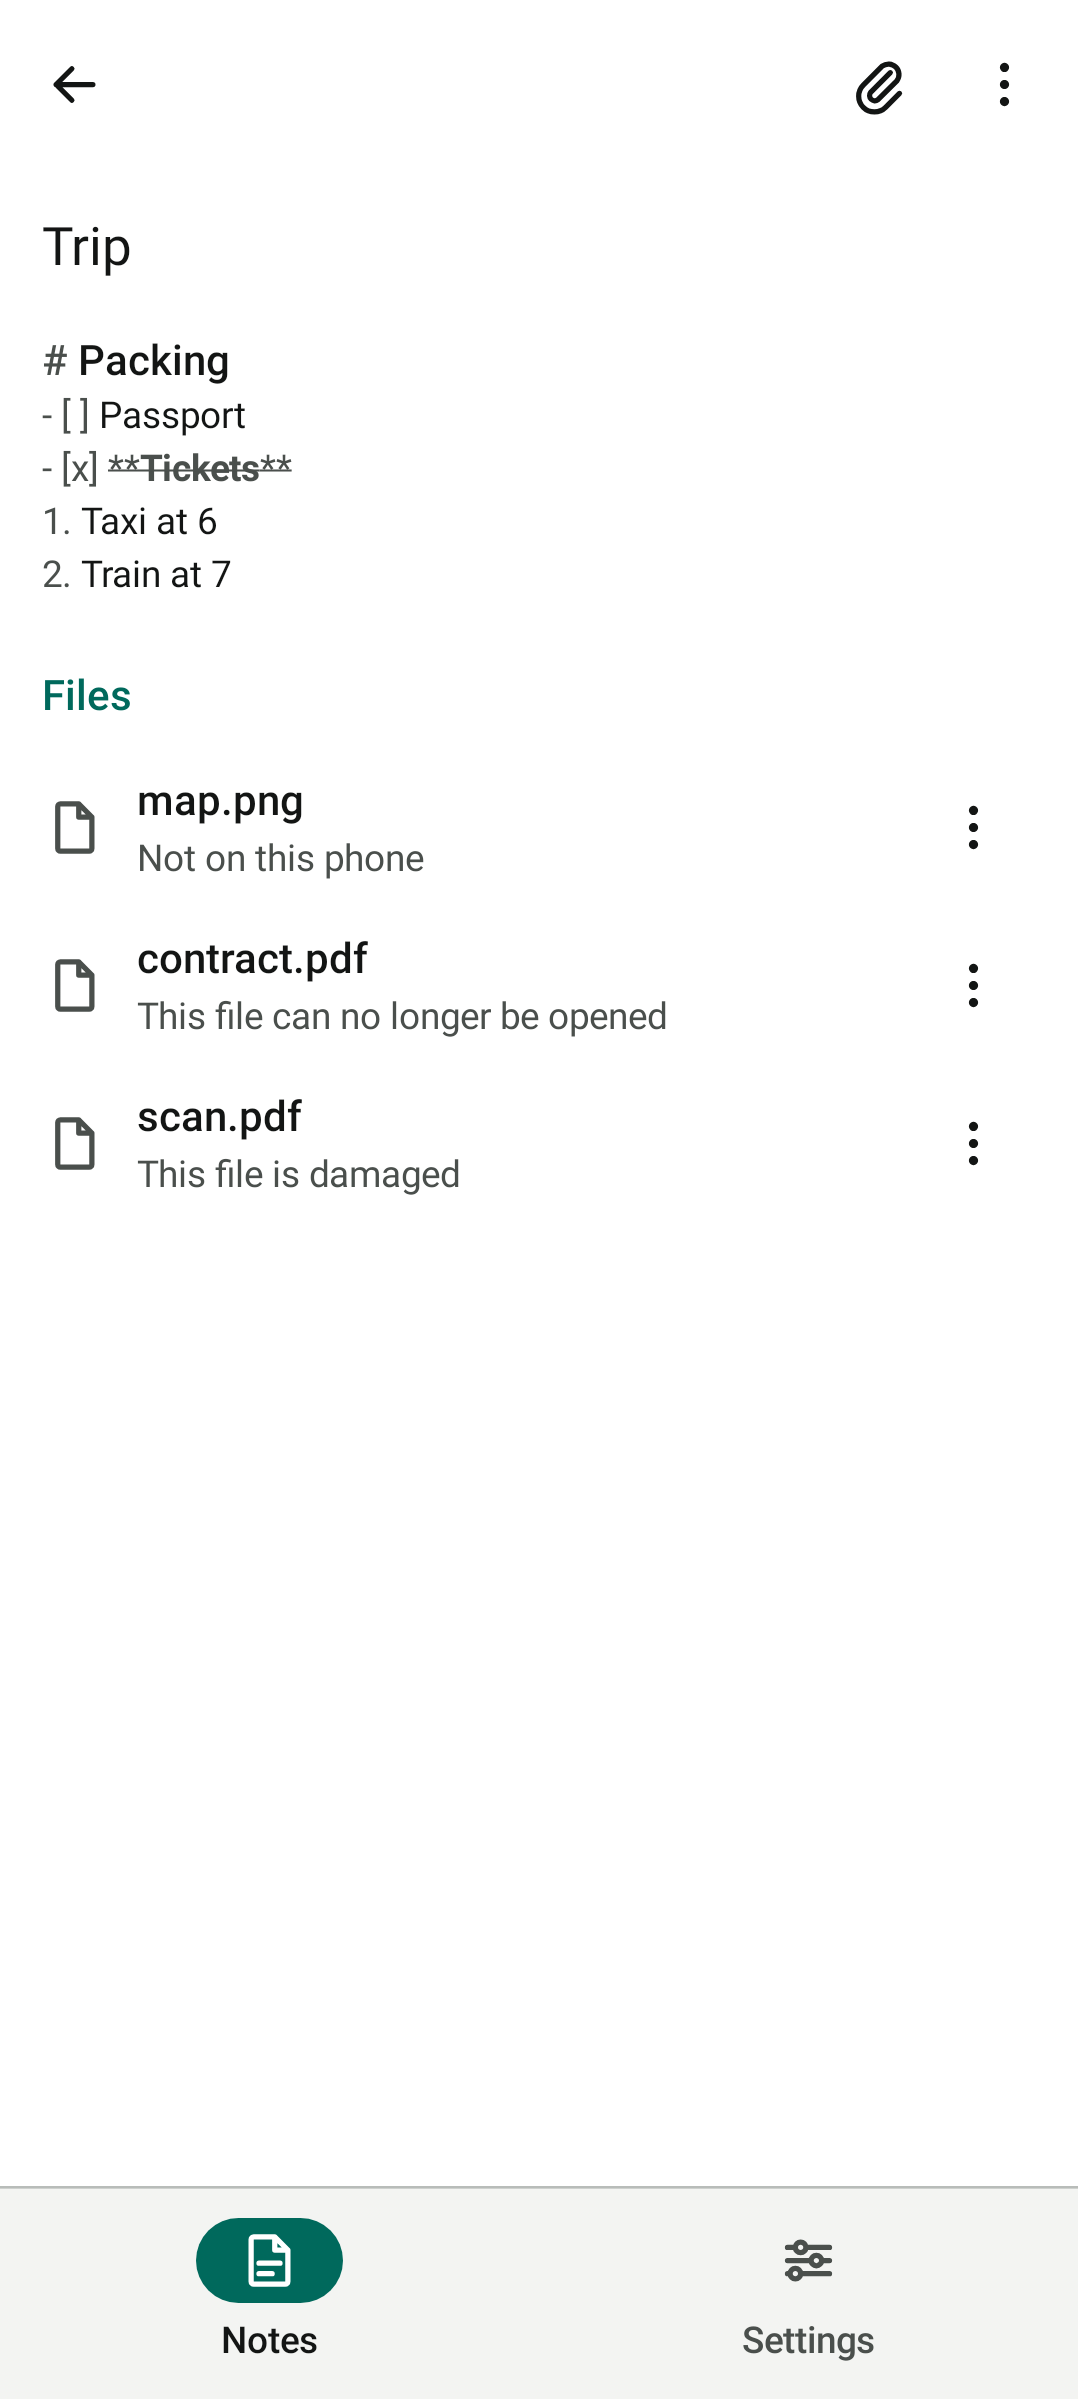 Trip
# Packing
- [ ] Passport
- [x] **Tickets**
1. Taxi at 6
2. Train at 7
Files
map.png
Not on this phone
contract.pdf
This file can no longer be opened
scan.pdf
This file is damaged
Notes
Settings